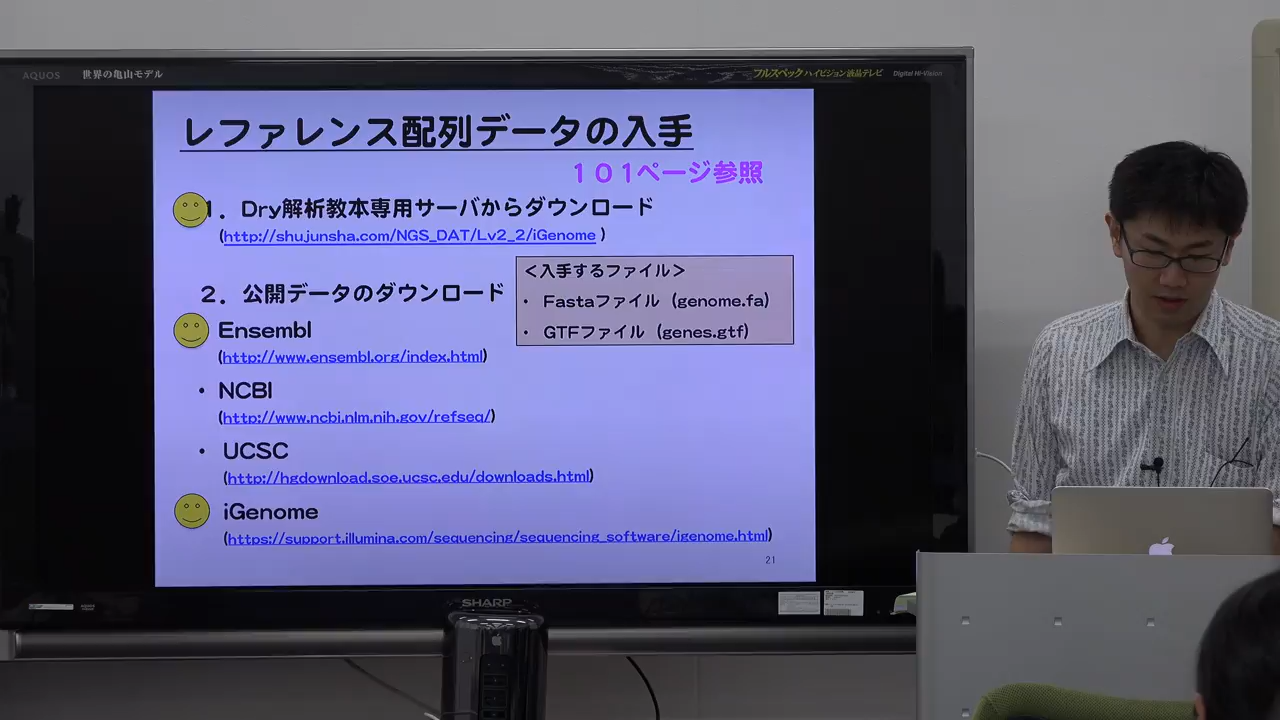 AQUOS 世界の亀山モデル
フルスペックハイビジョン液晶テレビ Digital Hi-Vision
レファレンス配列データの入手
101ページ参照
1. Dry解析教本専用サーバからダウンロード
(http://shujunsha.com/NGS_DAT/Lv2_2/iGenome )
2. 公開データのダウンロード
<入手するファイル>
・ Fastaファイル (genome.fa)
・ GTFファイル (genes.gtf)
Ensembl
(http://www.ensembl.org/index.html)
・ NCBI
(http://www.ncbi.nlm.nih.gov/refseq/)
・ UCSC
(http://hgdownload.soe.ucsc.edu/downloads.html)
iGenome
(https://support.illumina.com/sequencing/sequencing_software/igenome.html)
21
SHARP